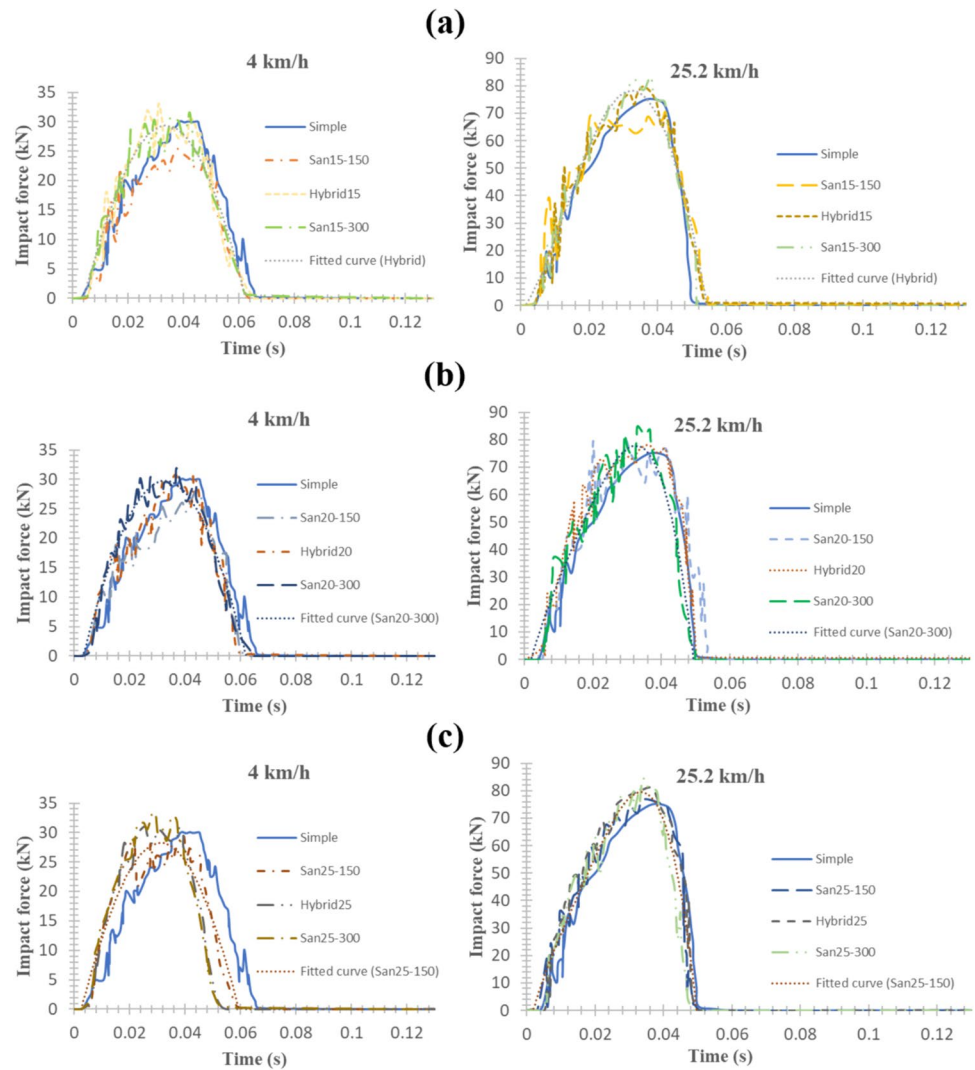 (a)
4 km/h
35
30
25
20
15
10
5
0
Impact force (kN)
0 0.02 0.04 0.06 0.08 0.1 0.12
Time (s)
Simple
San15-150
Hybrid15
San15-300
Fitted curve (Hybrid)
25.2 km/h
90
80
70
60
50
40
30
20
10
0
Impact force (kN)
0 0.02 0.04 0.06 0.08 0.1 0.12
Time (s)
Simple
San15-150
Hybrid15
San15-300
Fitted curve (Hybrid)
(b)
4 km/h
35
30
25
20
15
10
5
0
Impact force (kN)
0 0.02 0.04 0.06 0.08 0.1 0.12
Time (s)
Simple
San20-150
Hybrid20
San20-300
Fitted curve (San20-300)
25.2 km/h
90
80
70
60
50
40
30
20
10
0
Impact force (kN)
0 0.02 0.04 0.06 0.08 0.1 0.12
Time (s)
Simple
San20-150
Hybrid20
San20-300
Fitted curve (San20-300)
(c)
4 km/h
35
30
25
20
15
10
5
0
Impact force (kN)
0 0.02 0.04 0.06 0.08 0.1 0.12
Time (s)
Simple
San25-150
Hybrid25
San25-300
Fitted curve (San25-150)
25.2 km/h
90
80
70
60
50
40
30
20
10
0
Impact force (kN)
0 0.02 0.04 0.06 0.08 0.1 0.12
Time (s)
Simple
San25-150
Hybrid25
San25-300
Fitted curve (San25-150)